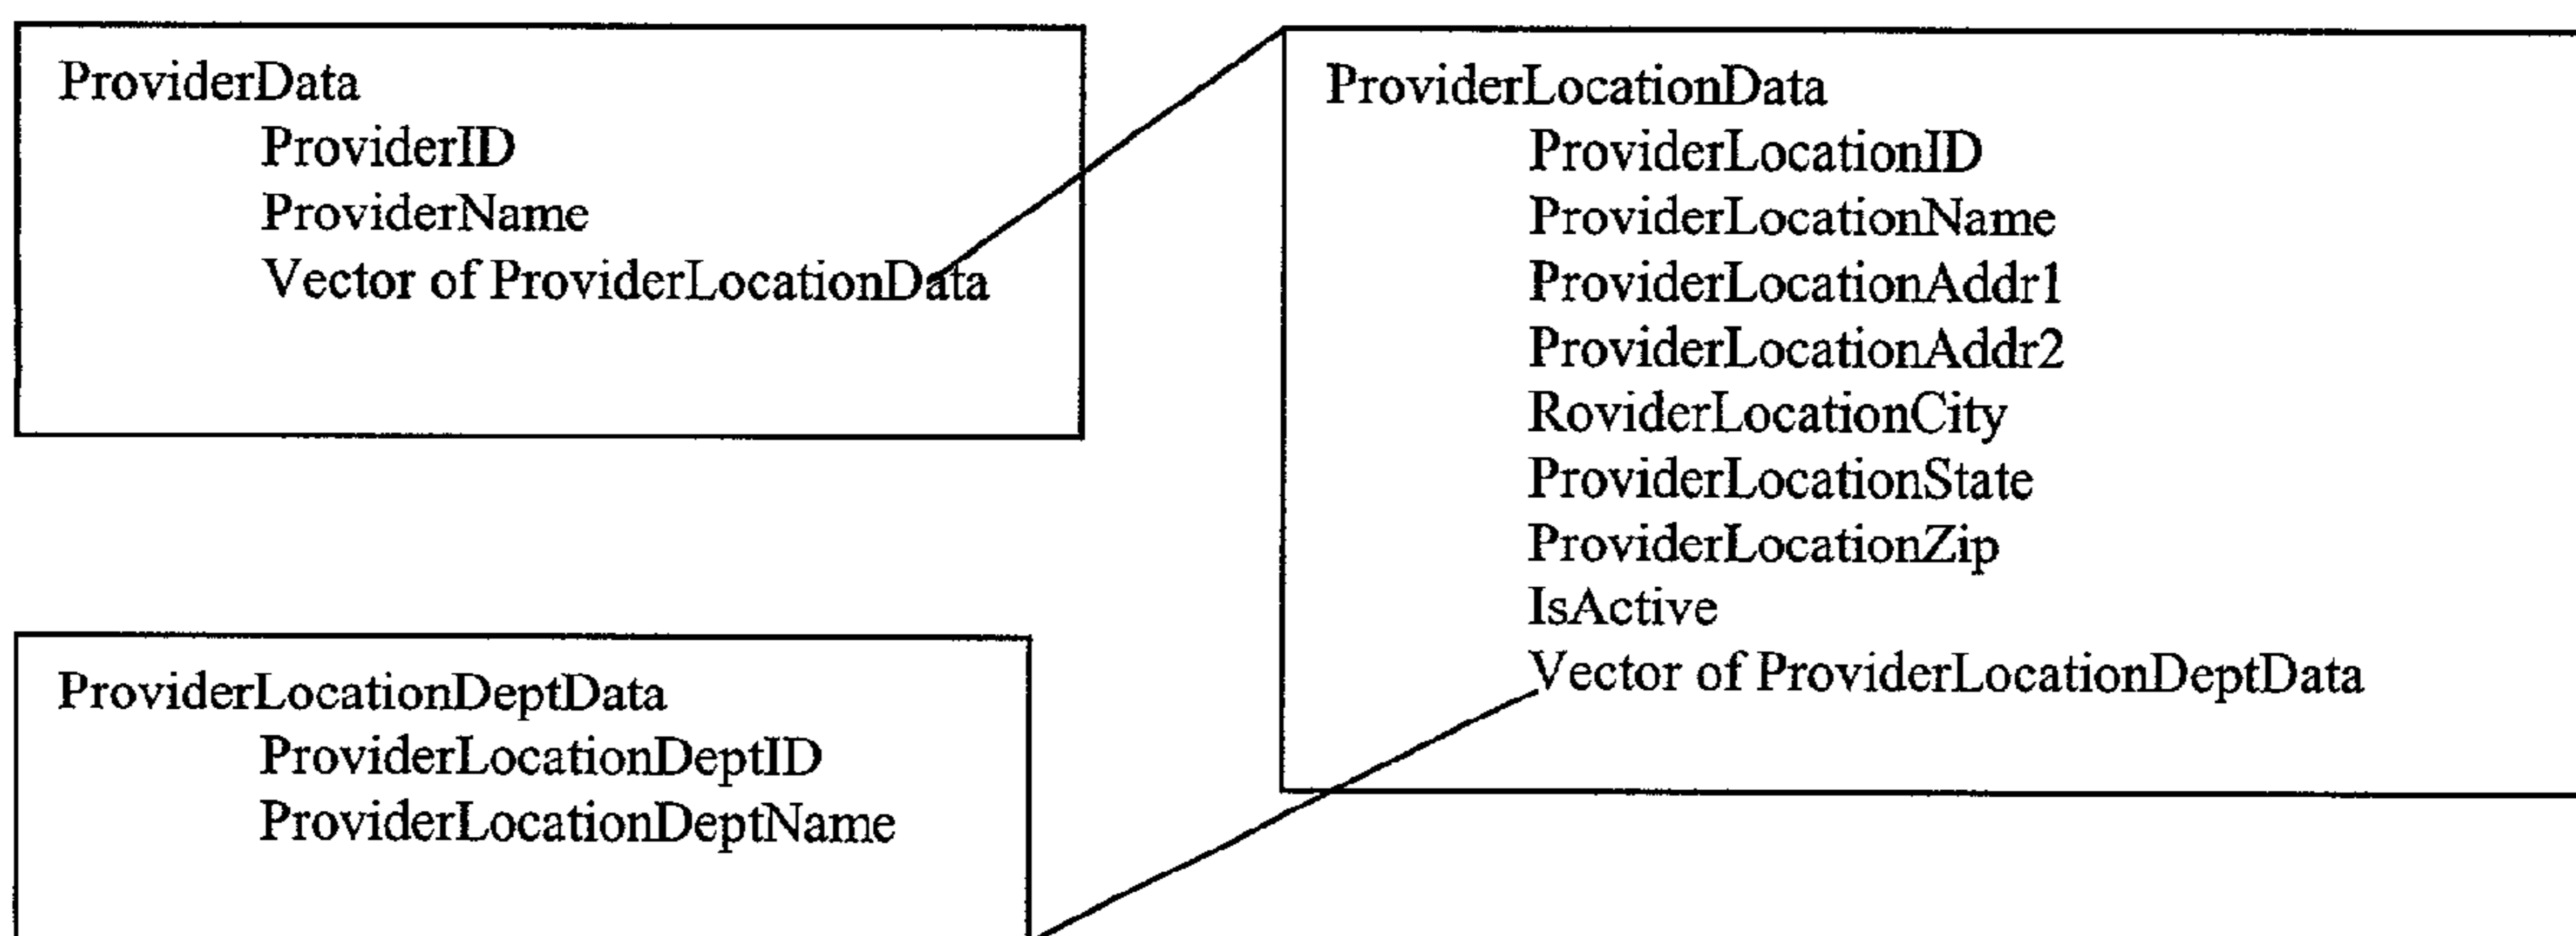 ProviderData
ProviderID
ProviderName
Vector of ProviderLocationData
ProviderLocationData
ProviderLocationID
ProviderLocationName
ProviderLocationAddr1
ProviderLocationAddr2
RoviderLocationCity
ProviderLocationState
ProviderLocationZip
IsActive
Vector of ProviderLocationDeptData
ProviderLocationDeptData
ProviderLocationDeptID
ProviderLocationDeptName